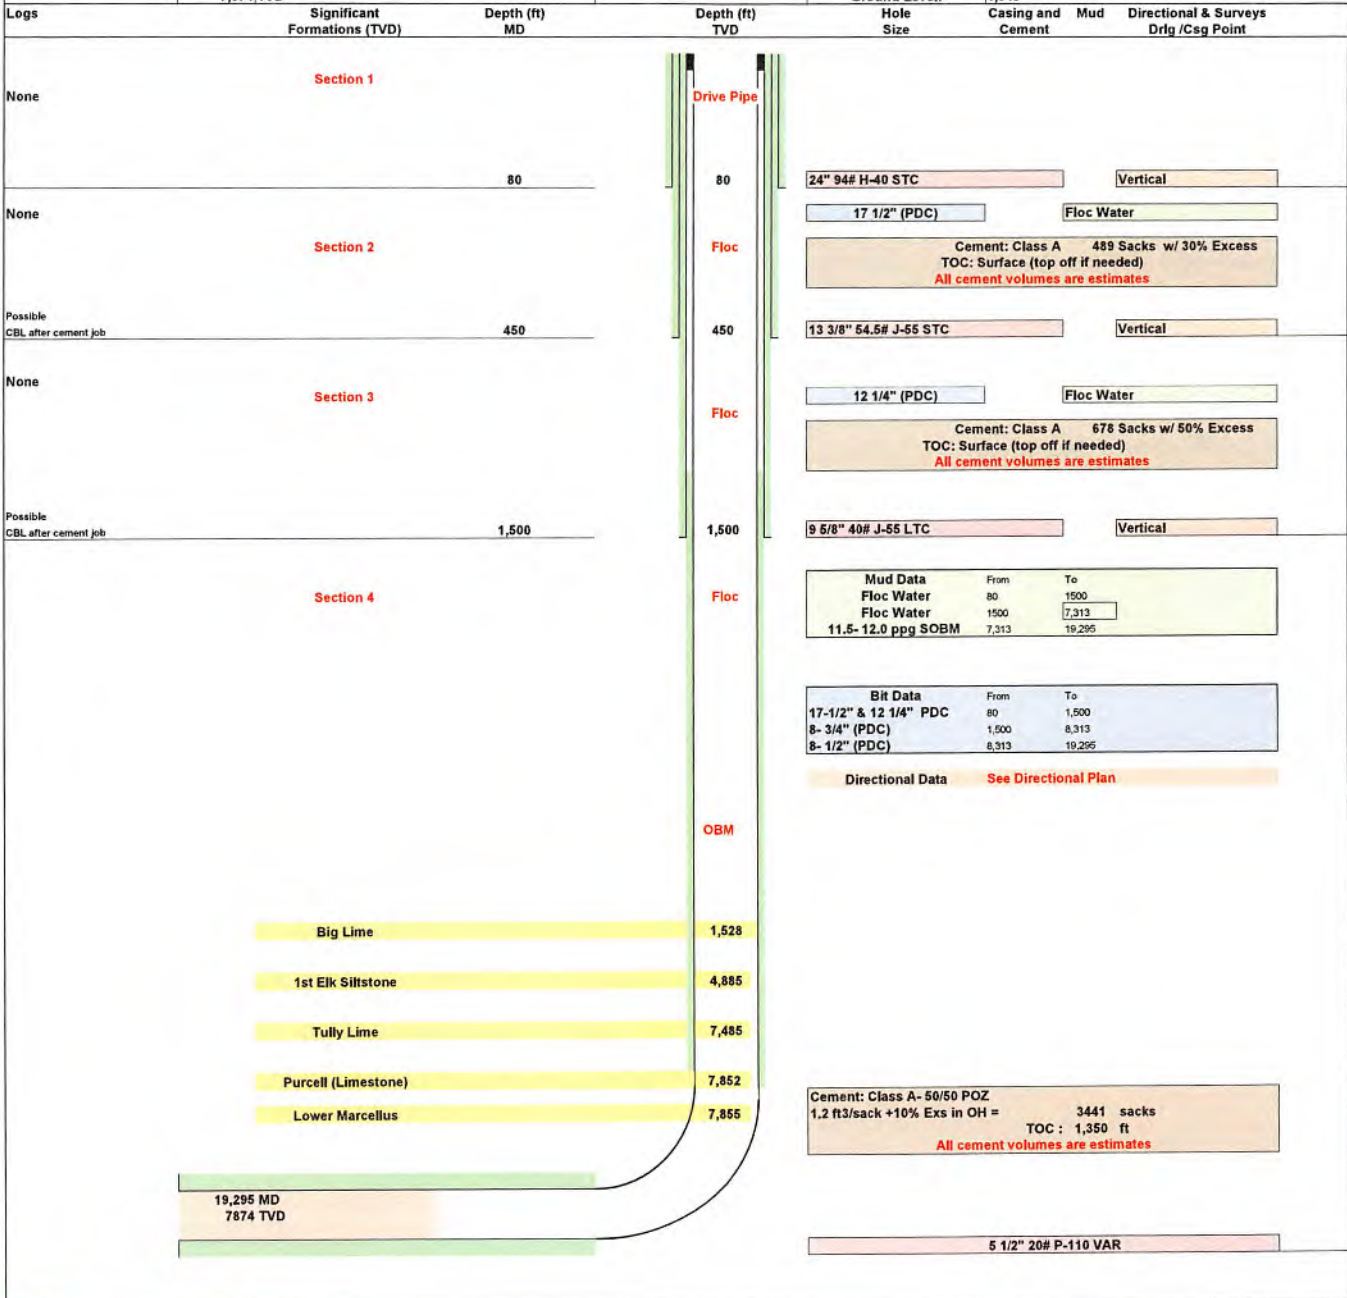 Logs Significant Depth (ft) Depth (ft) Hole Casing and Mud Directional & Surveys
Formations (TVD) MD TVD Size Cement Drlg /Csg Point
Section 1
None
Drive Pipe
80 80 24" 94# H-40 STC Vertical
None 17 1/2" (PDC) Floc Water
Section 2 Floc
Cement: Class A 489 Sacks w/ 30% Excess
TOC: Surface (top off if needed)
All cement volumes are estimates
Possible
CBL after cement job 450 450 13 3/8" 54.5# J-55 STC Vertical
None
Section 3 12 1/4" (PDC) Floc Water
Floc
Cement: Class A 678 Sacks w/ 50% Excess
TOC: Surface (top off if needed)
All cement volumes are estimates
Possible
CBL after cement job 1,500 1,500 9 5/8" 40# J-55 LTC Vertical
Section 4 Floc
Mud Data From To
Floc Water 80 1500
Floc Water 1500 7,313
11.5- 12.0 ppg SOBM 7,313 19,295
Bit Data From To
17-1/2" & 12 1/4" PDC 80 1,500
8- 3/4" (PDC) 1,500 8,313
8- 1/2" (PDC) 8,313 19,295
Directional Data See Directional Plan
OBM
Big Lime 1,528
1st Elk Siltstone 4,885
Tully Lime 7,485
Purcell (Limestone) 7,852
Lower Marcellus 7,855
Cement: Class A- 50/50 POZ
1.2 ft3/sack +10% Exs in OH = 3441 sacks
TOC : 1,350 ft
All cement volumes are estimates
19,295 MD
7874 TVD
5 1/2" 20# P-110 VAR